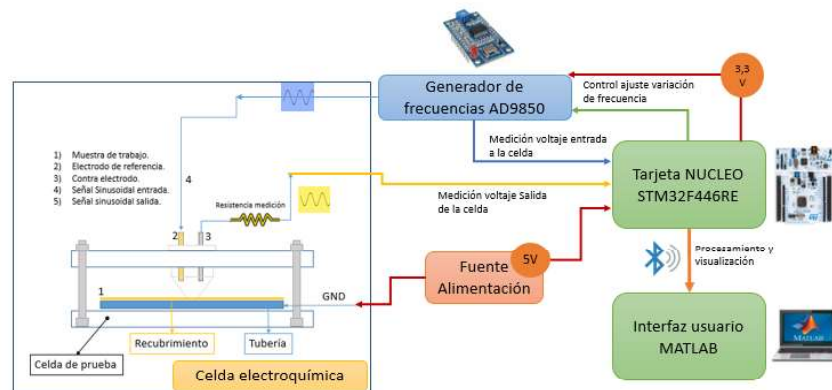 Generador de
frecuencias AD9850
3,3
V
Control ajuste variación
de frecuencia
Medición voltaje entrada
a la celda
Tarjeta NUCLEO
STM32F446RE
1) Muestra de trabajo.
2) Electrodo de referencia.
3) Contra electrodo.
4) Señal Sinusoidal entrada.
5) Señal sinusoidal salida.
4
Resistencia medición
Medición voltaje Salida
de la celda
2
3
5V
Fuente
Alimentación
Procesamiento y
visualización
1
GND
Recubrimiento
Tubería
Celda de prueba
Celda electroquímica
Interfaz usuario
MATLAB
MATLAB